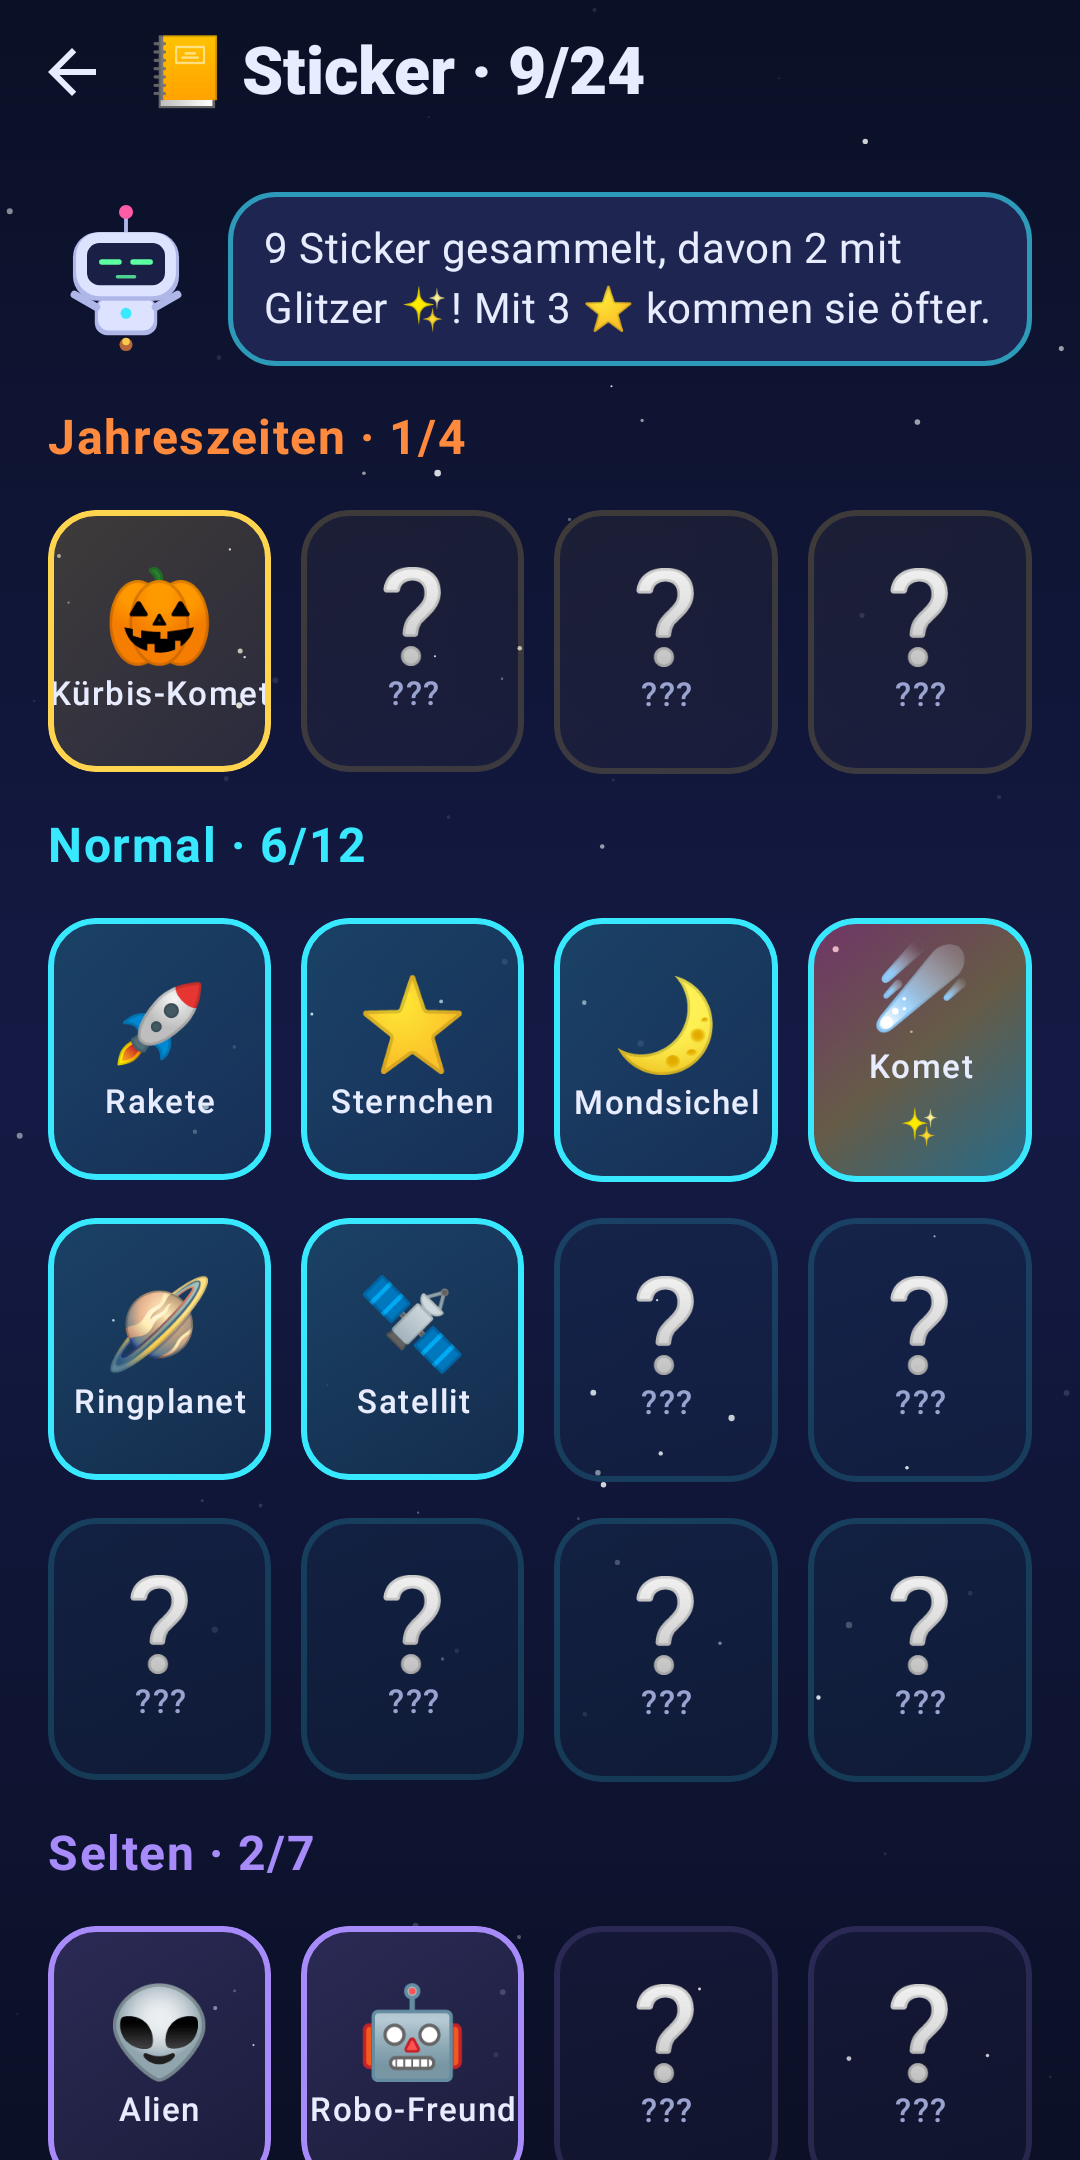 Sticker · 9/24
9 Sticker gesammelt, davon 2 mit
Glitzer ✨! Mit 3 ⭐ kommen sie öfter.
Jahreszeiten · 1/4
Kürbis-Komet
???
???
???
Normal · 6/12
Rakete
Sternchen
Mondsichel
Komet
Ringplanet
Satellit
???
???
???
???
???
???
Selten · 2/7
Alien
Robo-Freund
???
???